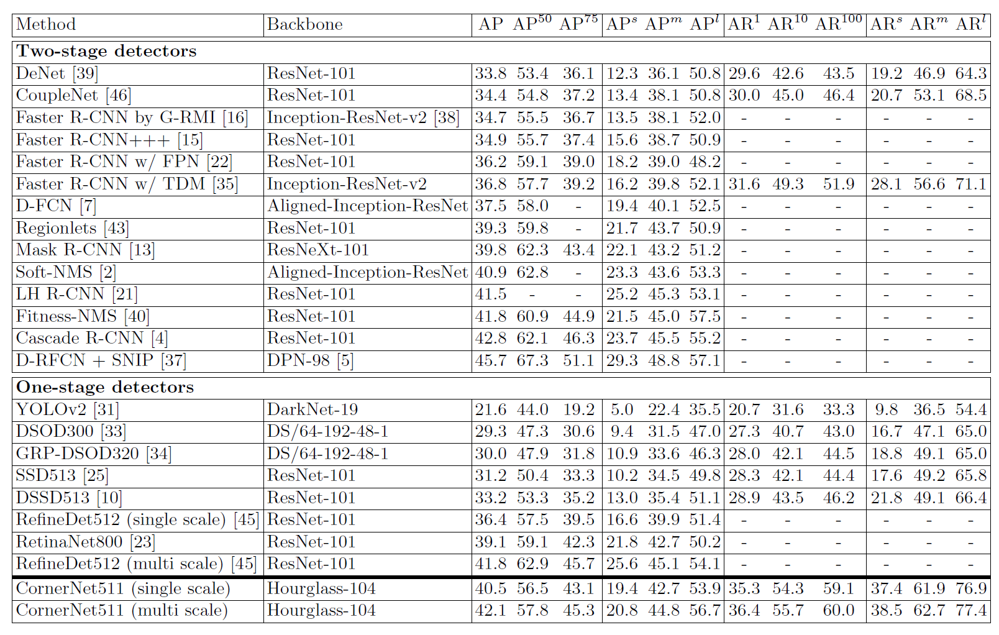 Method Backbone AP AP^50 AP^75 AP^s AP^m AP^l AR^1 AR^10 AR^100 AR^s AR^m AR^l
Two-stage detectors
DeNet [39] ResNet-101 33.8 53.4 36.1 12.3 36.1 50.8 29.6 42.6 43.5 19.2 46.9 64.3
CoupleNet [46] ResNet-101 34.4 54.8 37.2 13.4 38.1 50.8 30.0 45.0 46.4 20.7 53.1 68.5
Faster R-CNN by G-RMI [16] Inception-ResNet-v2 [38] 34.7 55.5 36.7 13.5 38.1 52.0 - - - - - -
Faster R-CNN+++ [15] ResNet-101 34.9 55.7 37.4 15.6 38.7 50.9 - - - - - -
Faster R-CNN w/ FPN [22] ResNet-101 36.2 59.1 39.0 18.2 39.0 48.2 - - - - - -
Faster R-CNN w/ TDM [35] Inception-ResNet-v2 36.8 57.7 39.2 16.2 39.8 52.1 31.6 49.3 51.9 28.1 56.6 71.1
D-FCN [7] Aligned-Inception-ResNet 37.5 58.0 - 19.4 40.1 52.5 - - - - - -
Regionlets [43] ResNet-101 39.3 59.8 - 21.7 43.7 50.9 - - - - - -
Mask R-CNN [13] ResNeXt-101 39.8 62.3 43.4 22.1 43.2 51.2 - - - - - -
Soft-NMS [2] Aligned-Inception-ResNet 40.9 62.8 - 23.3 43.6 53.3 - - - - - -
LH R-CNN [21] ResNet-101 41.5 - - 25.2 45.3 53.1 - - - - - -
Fitness-NMS [40] ResNet-101 41.8 60.9 44.9 21.5 45.0 57.5 - - - - - -
Cascade R-CNN [4] ResNet-101 42.8 62.1 46.3 23.7 45.5 55.2 - - - - - -
D-RFCN + SNIP [37] DPN-98 [5] 45.7 67.3 51.1 29.3 48.8 57.1 - - - - - -
One-stage detectors
YOLOv2 [31] DarkNet-19 21.6 44.0 19.2 5.0 22.4 35.5 20.7 31.6 33.3 9.8 36.5 54.4
DSOD300 [33] DS/64-192-48-1 29.3 47.3 30.6 9.4 31.5 47.0 27.3 40.7 43.0 16.7 47.1 65.0
GRP-DSOD320 [34] DS/64-192-48-1 30.0 47.9 31.8 10.9 33.6 46.3 28.0 42.1 44.5 18.8 49.1 65.0
SSD513 [25] ResNet-101 31.2 50.4 33.3 10.2 34.5 49.8 28.3 42.1 44.4 17.6 49.2 65.8
DSSD513 [10] ResNet-101 33.2 53.3 35.2 13.0 35.4 51.1 28.9 43.5 46.2 21.8 49.1 66.4
RefineDet512 (single scale) [45] ResNet-101 36.4 57.5 39.5 16.6 39.9 51.4 - - - - - -
RetinaNet800 [23] ResNet-101 39.1 59.1 42.3 21.8 42.7 50.2 - - - - - -
RefineDet512 (multi scale) [45] ResNet-101 41.8 62.9 45.7 25.6 45.1 54.1 - - - - - -
CornerNet511 (single scale) Hourglass-104 40.5 56.5 43.1 19.4 42.7 53.9 35.3 54.3 59.1 37.4 61.9 76.9
CornerNet511 (multi scale) Hourglass-104 42.1 57.8 45.3 20.8 44.8 56.7 36.4 55.7 60.0 38.5 62.7 77.4